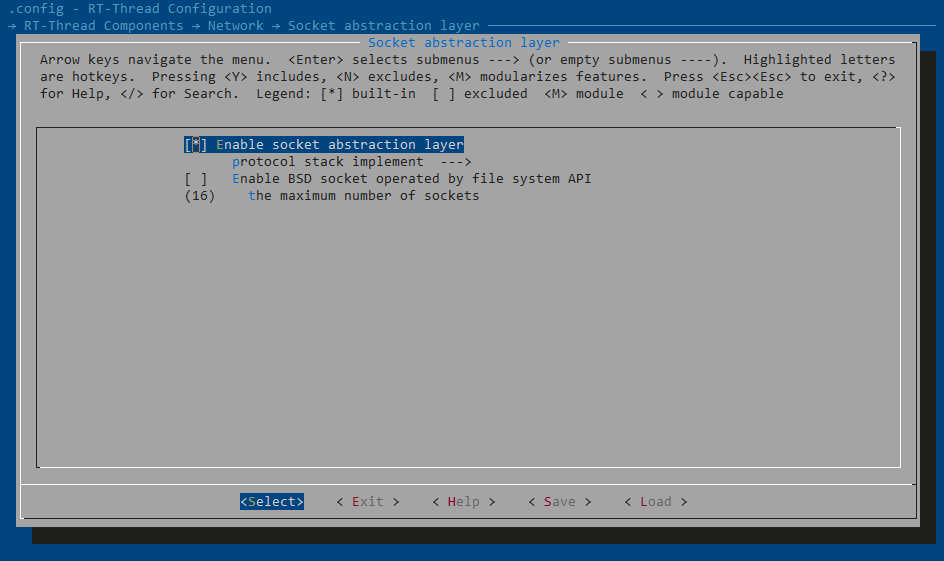 .config - RT-Thread Configuration
→ RT-Thread Components → Network → Socket abstraction layer
Socket abstraction layer
Arrow keys navigate the menu.  <Enter> selects submenus ---> (or empty submenus ----).  Highlighted letters
are hotkeys.  Pressing <Y> includes, <N> excludes, <M> modularizes features.  Press <Esc><Esc> to exit, <?>
for Help, </> for Search.  Legend: [*] built-in  [ ] excluded  <M> module  < > module capable
[*] Enable socket abstraction layer
protocol stack implement  --->
[ ]   Enable BSD socket operated by file system API
(16)    the maximum number of sockets
<Select>    < Exit >    < Help >    < Save >    < Load >